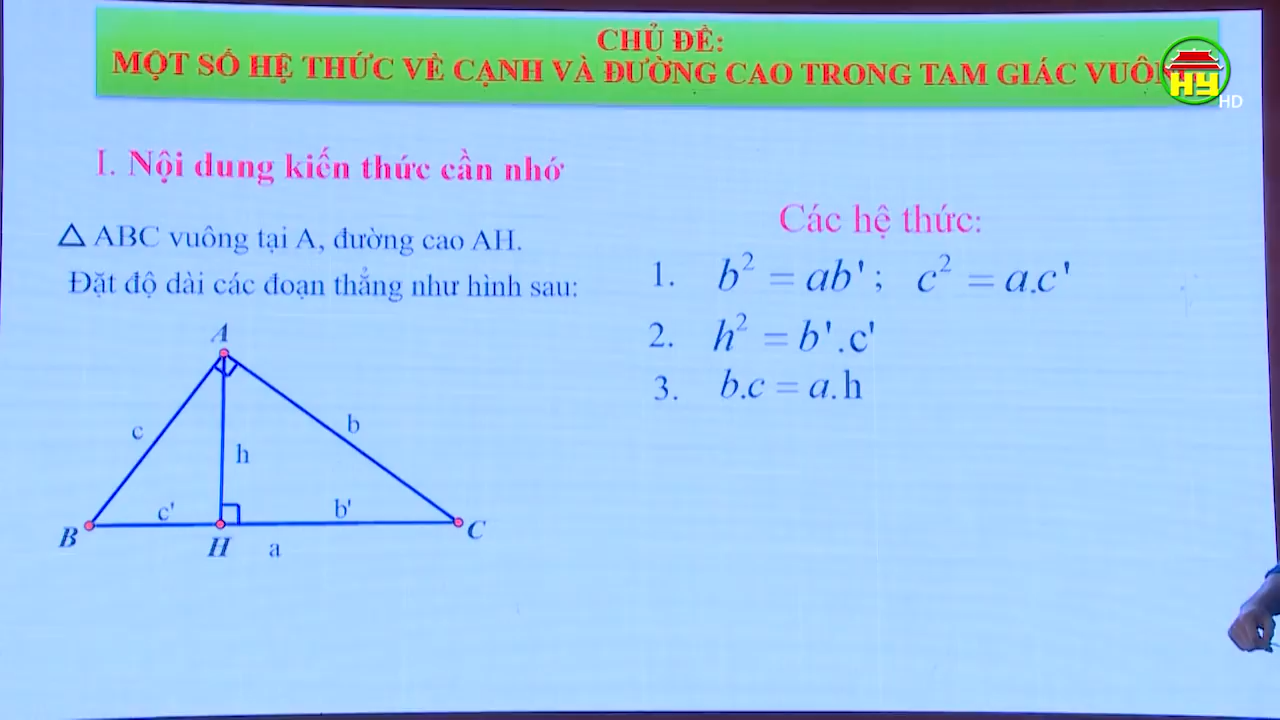 CHỦ ĐỀ:
MỘT SỐ HỆ THỨC VỀ CẠNH VÀ ĐƯỜNG CAO TRONG TAM GIÁC
HY
HD
I. Nội dung kiến thức cần nhớ
△ ABC vuông tại A, đường cao AH.
Đặt độ dài các đoạn thẳng như hình sau:
A
c
b
h
c'
b'
B
H
a
C
Các hệ thức:
1. b² = ab' ; c² = a.c'
2. h² = b'.c'
3. b.c = a.h